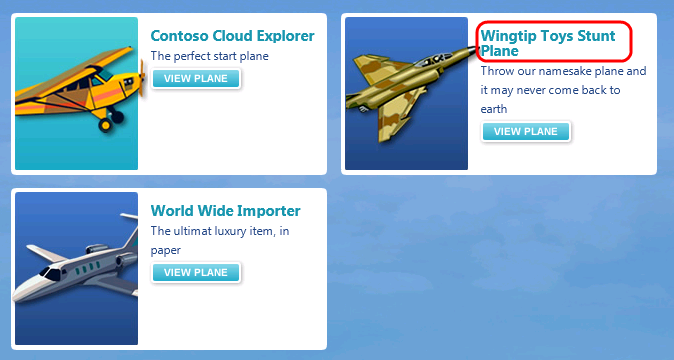 Contoso Cloud Explorer
The perfect start plane
VIEW PLANE
Wingtip Toys Stunt
Plane
Throw our namesake plane and
it may never come back to
earth
VIEW PLANE
World Wide Importer
The ultimat luxury item, in
paper
VIEW PLANE